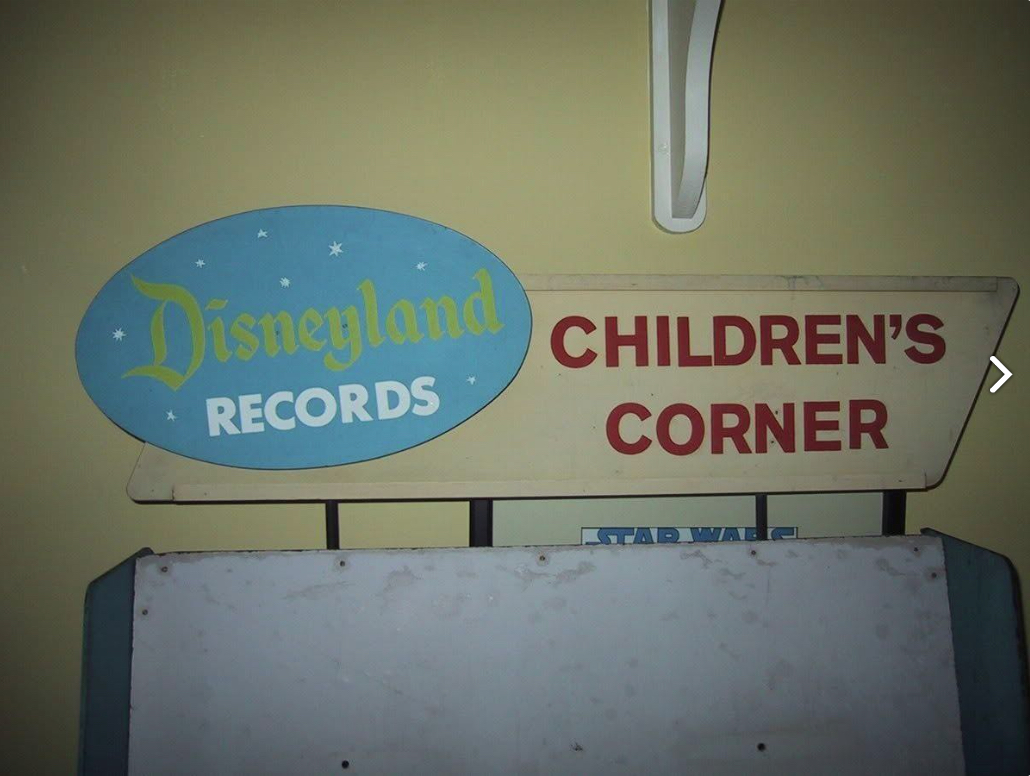 Disneyland
RECORDS
CHILDREN'S
CORNER
STAR WARS